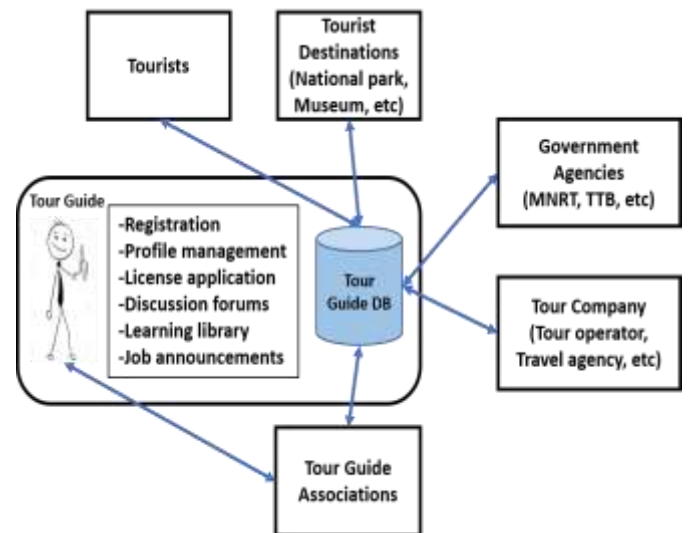 Tourists
Tourist
Destinations
(National park,
Museum, etc)
Government
Agencies
(MNRT, TTB, etc)
Tour Guide
-Registration
-Profile management
-License application
-Discussion forums
-Learning library
-Job announcements
Tour
Guide DB
Tour Company
(Tour operator,
Travel agency, etc)
Tour Guide
Associations